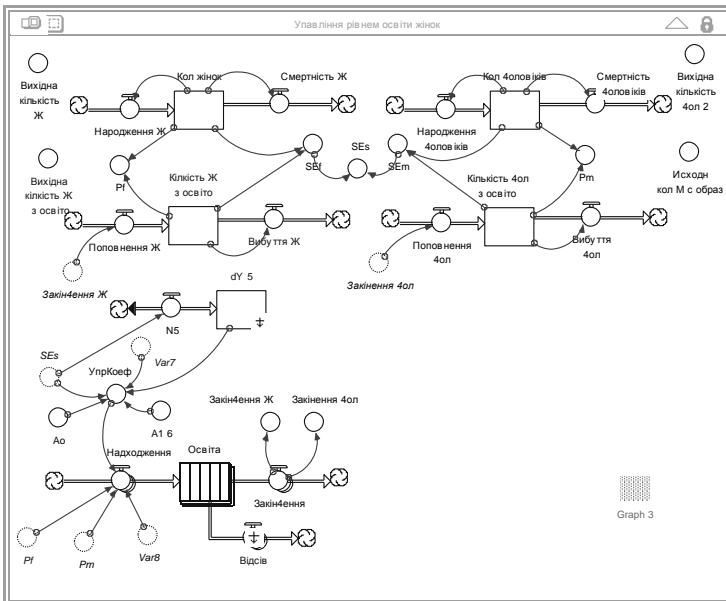 Упавління рівнем освіти жінок
Вихідна
кількість
Ж
Кол жінок
Смертність Ж
Народження Ж
Кол 4оловіків
Смертність
4оловіків
Народження
4оловіків
Вихідна
кількість
4ол 2
Вихідна
кілкість Ж
з освіто
Pf
Кілкість Ж
з освіто
SEf
SEs
SEm
Кількість 4ол
з освіто
Pm
Исходн
кол М с образ
Поповнення Ж
Вибуття Ж
Закін4ення Ж
Поповнення
4ол
Вибуття
4ол
Закінення 4ол
dY 5
N5
SEs
Var7
УпрКоеф
Ao
A1 6
Закін4ення Ж
Закінення 4ол
Надходження
Освіта
Закін4ення
Pf
Pm
Var8
Відсів
Graph 3